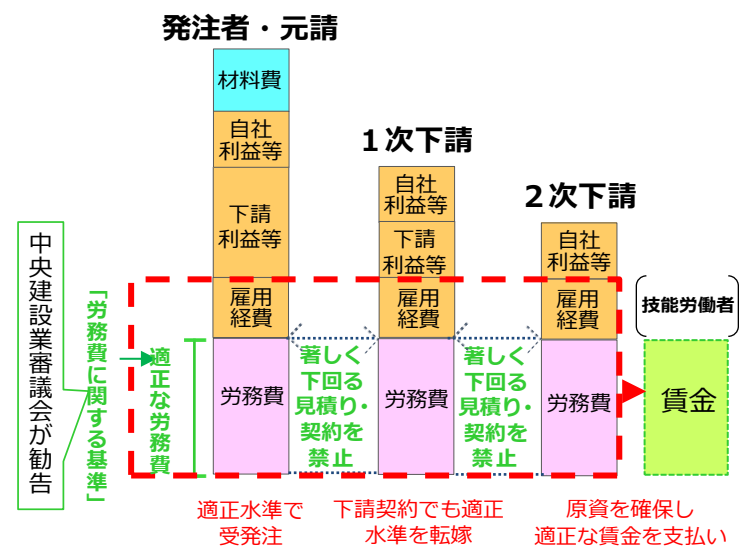 発注者・元請
材料費
自社
利益等
下請
利益等
雇用
経費
労務費
１次下請
自社
利益等
下請
利益等
雇用
経費
労務費
２次下請
自社
利益等
雇用
経費
労務費
中央建設業審議会が勧告
「労務費に関する基準」
適正な労務費
著しく
下回る
見積り・
契約を
禁止
著しく
下回る
見積り・
契約を
禁止
技能労働者
賃金
適正水準で
受発注
下請契約でも適正
水準を転嫁
原資を確保し
適正な賃金を支払い